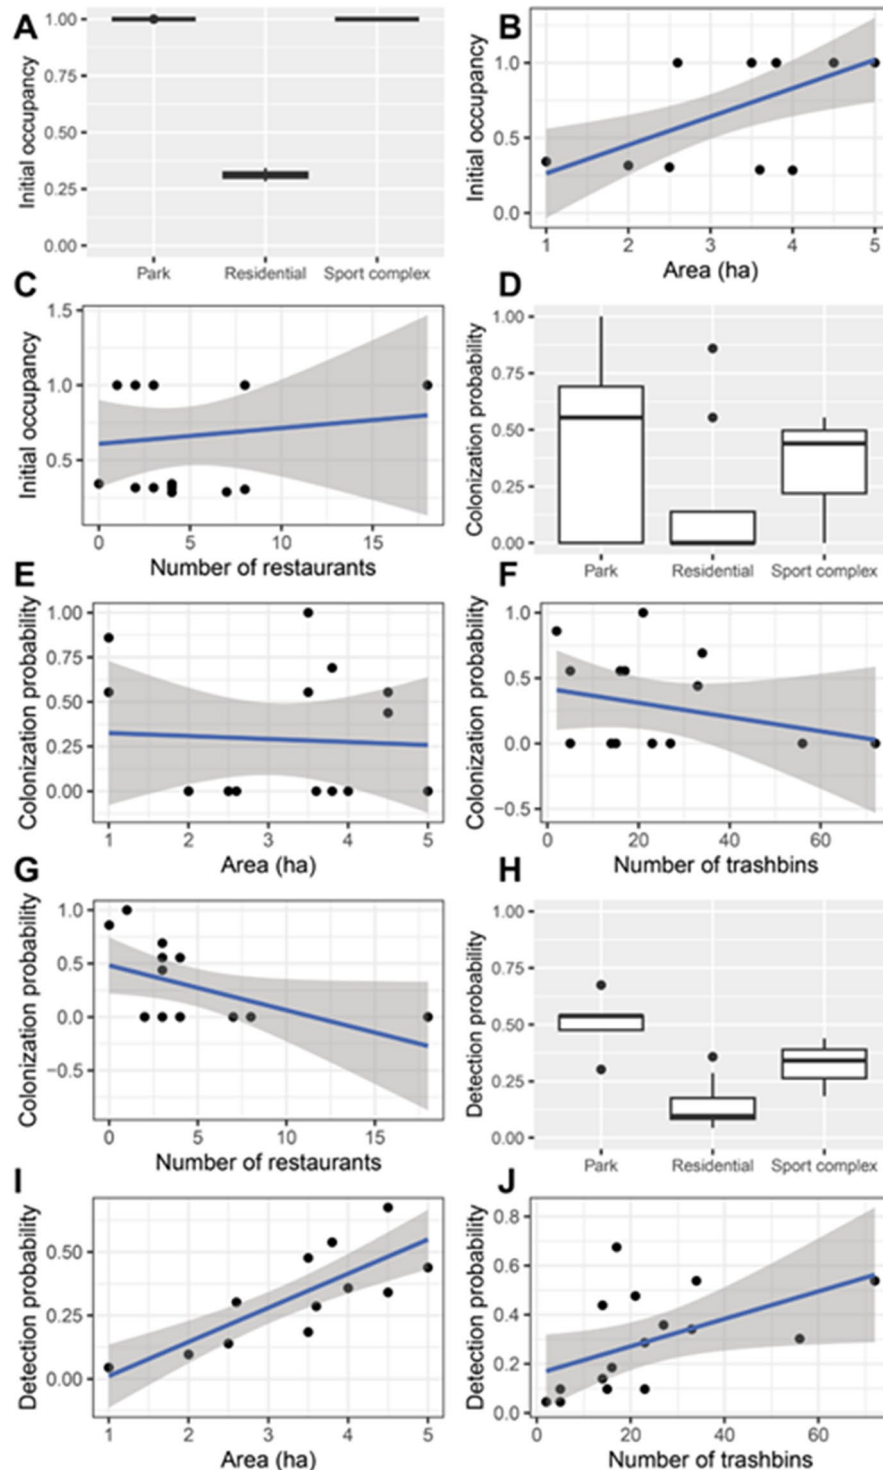 A
Initial occupancy
1.00
0.75
0.50
0.25
0.00
Park Residential Sport complex
B
Initial occupancy
1.0
0.5
0.0
1 2 3 4 5
Area (ha)
C
Initial occupancy
1.5
1.0
0.5
0 5 10 15
Number of restaurants
D
Colonization probability
1.00
0.75
0.50
0.25
0.00
Park Residential Sport complex
E
Colonization probability
1.00
0.75
0.50
0.25
0.00
1 2 3 4 5
Area (ha)
F
Colonization probability
1.0
0.5
0.0
−0.5
0 20 40 60
Number of trashbins
G
Colonization probability
1.0
0.5
0.0
−0.5
0 5 10 15
Number of restaurants
H
Detection probability
1.00
0.75
0.50
0.25
0.00
Park Residential Sport complex
I
Detection probability
0.50
0.25
0.00
1 2 3 4 5
Area (ha)
J
Detection probability
0.8
0.6
0.4
0.2
0.0
0 20 40 60
Number of trashbins